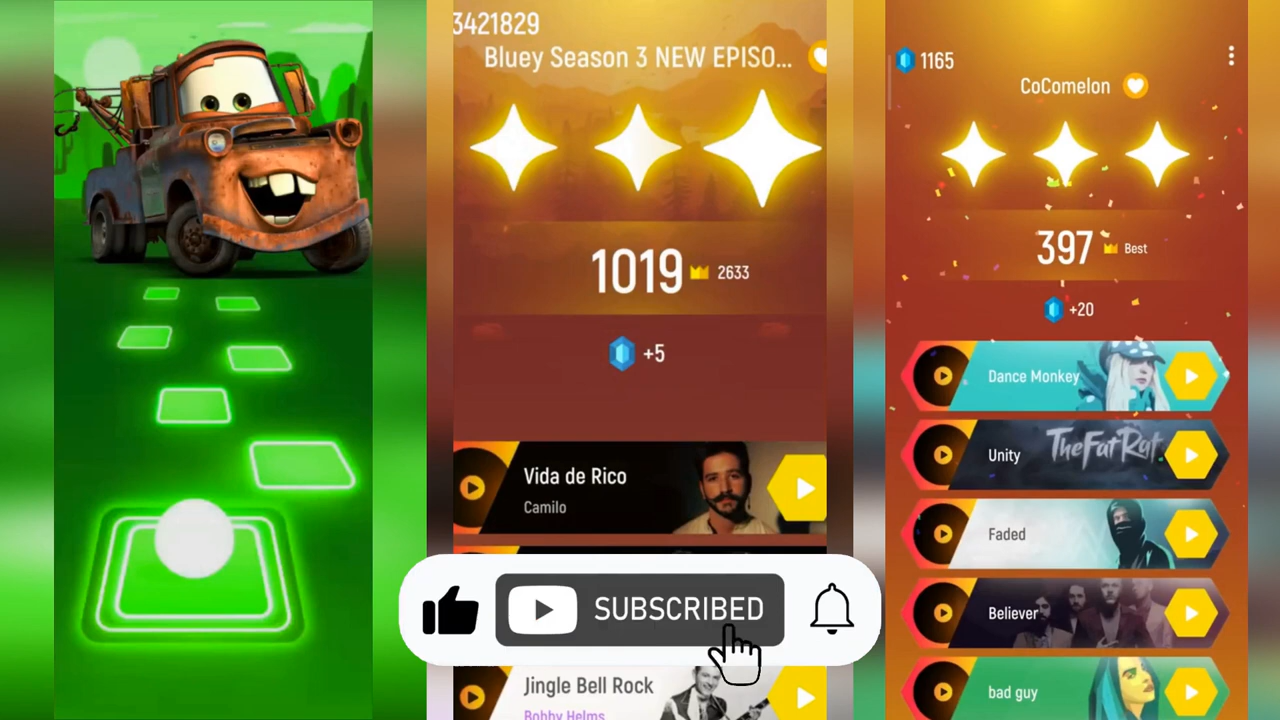 3421829
Bluey Season 3 NEW EPISO...
1019 2633
+5
Vida de Rico
Camilo
SUBSCRIBED
Jingle Bell Rock
Bobby Helms
1165
CoComelon
397 Best
+20
Dance Monkey
Unity
TheFatRat
Faded
Believer
bad guy